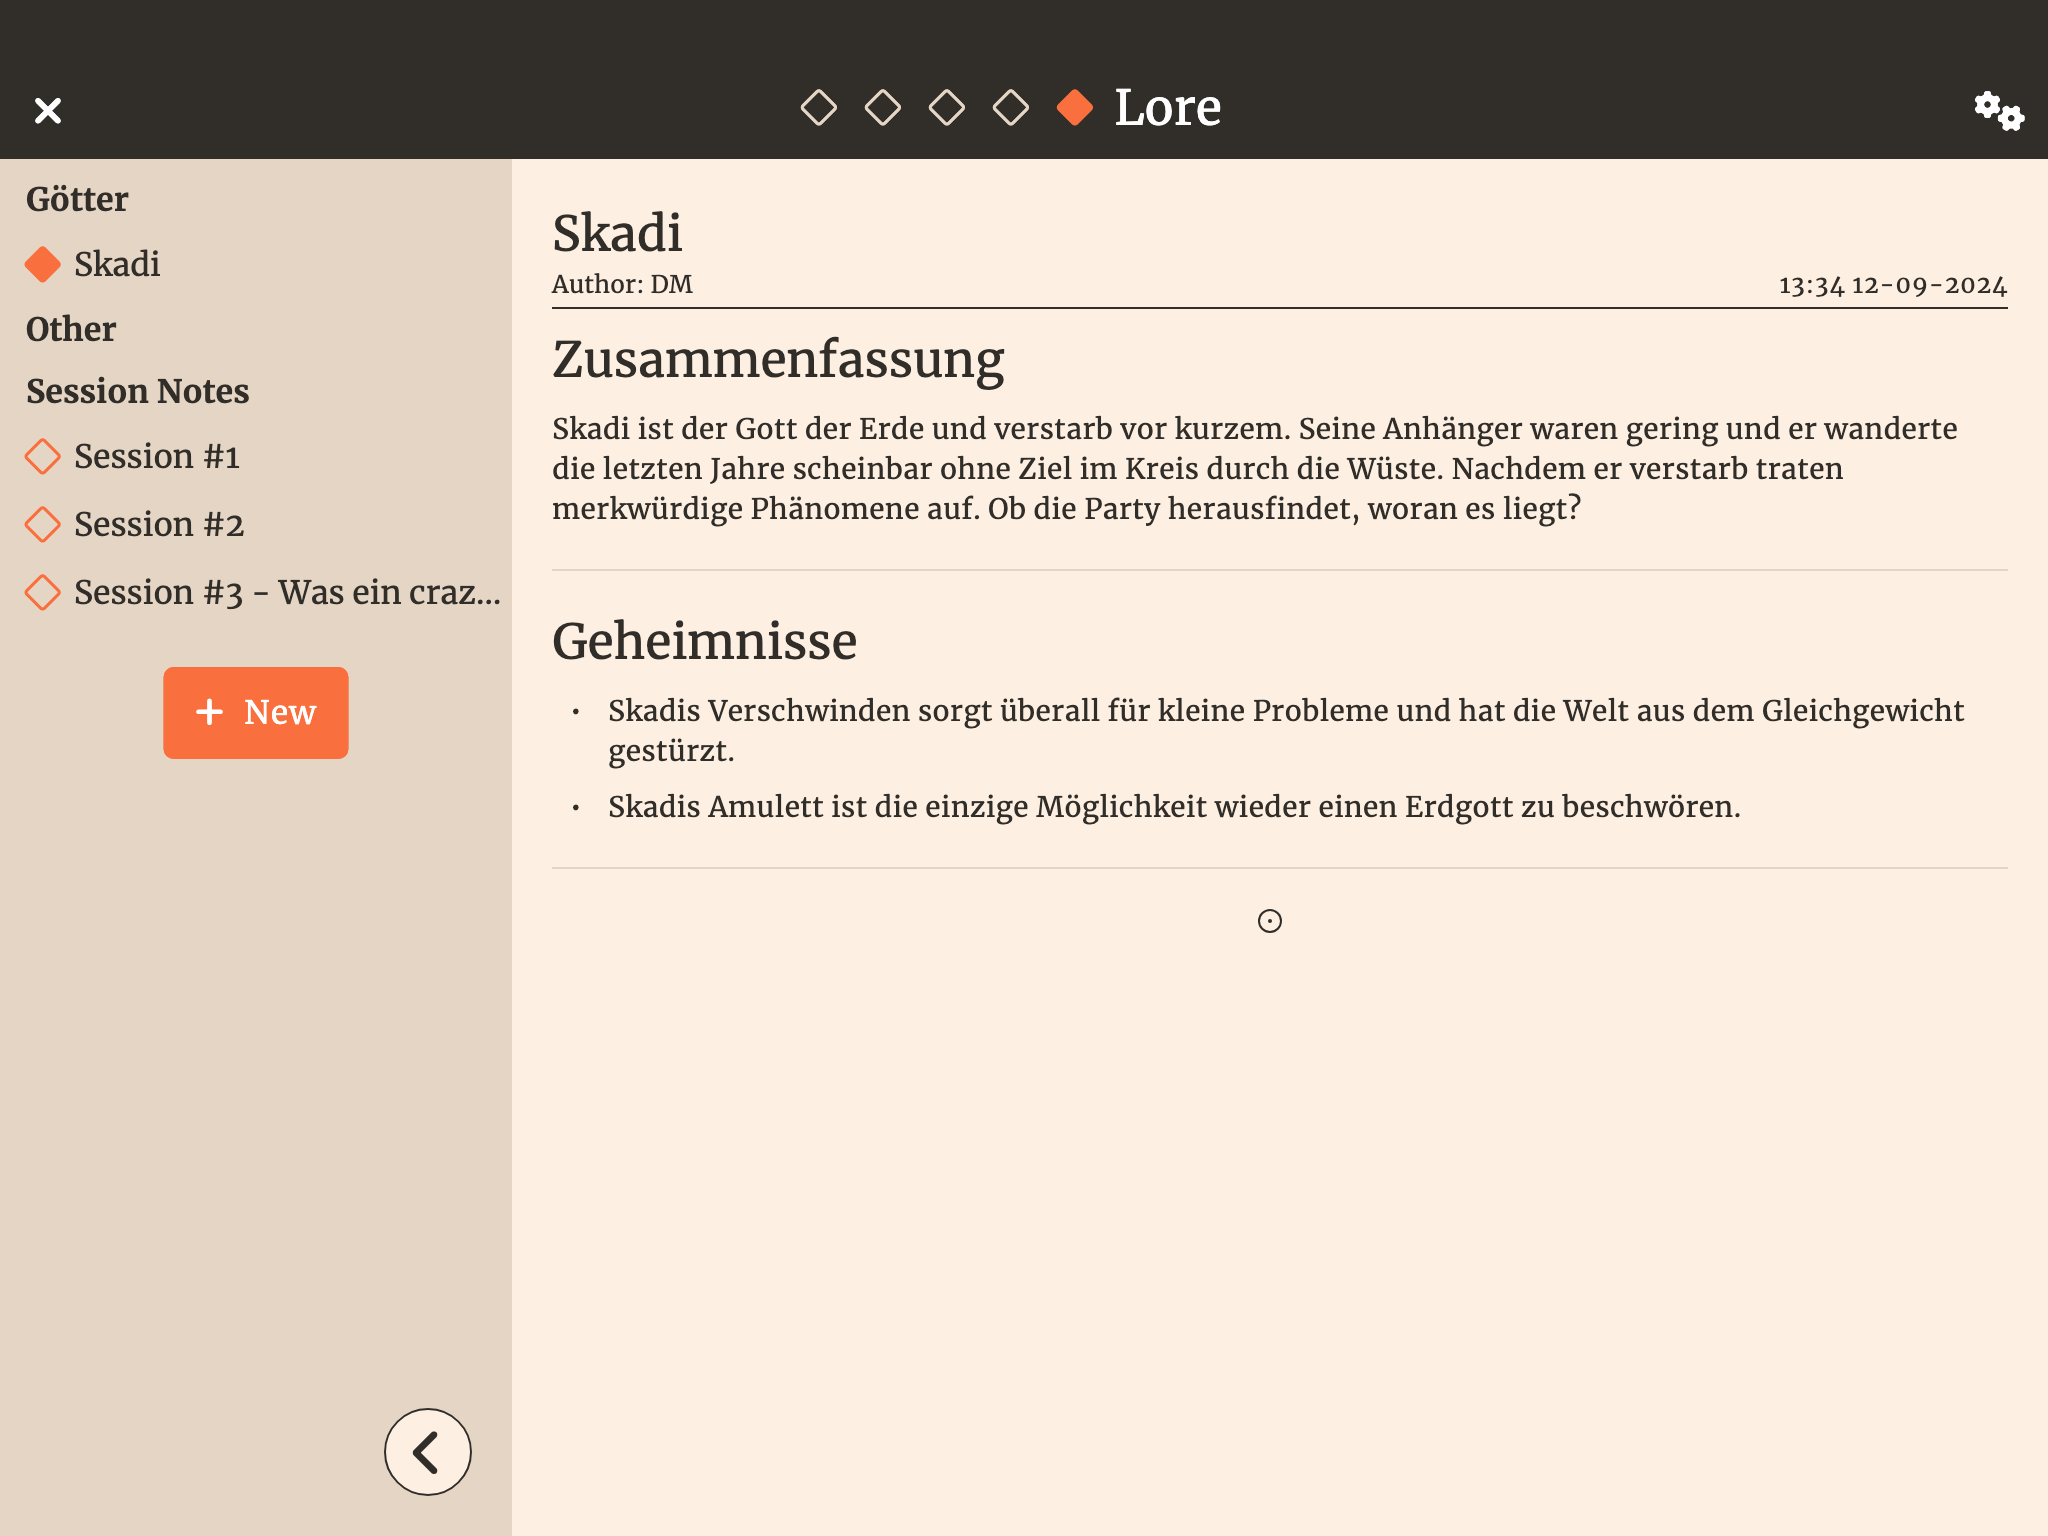 Lore
Götter
Skadi
Other
Session Notes
Session #1
Session #2
Session #3 - Was ein craz...
New
Skadi
Author: DM
13:34 12-09-2024
Zusammenfassung
Skadi ist der Gott der Erde und verstarb vor kurzem. Seine Anhänger waren gering und er wanderte
die letzten Jahre scheinbar ohne Ziel im Kreis durch die Wüste. Nachdem er verstarb traten
merkwürdige Phänomene auf. Ob die Party herausfindet, woran es liegt?
Geheimnisse
• Skadis Verschwinden sorgt überall für kleine Probleme und hat die Welt aus dem Gleichgewicht
gestürzt.
• Skadis Amulett ist die einzige Möglichkeit wieder einen Erdgott zu beschwören.